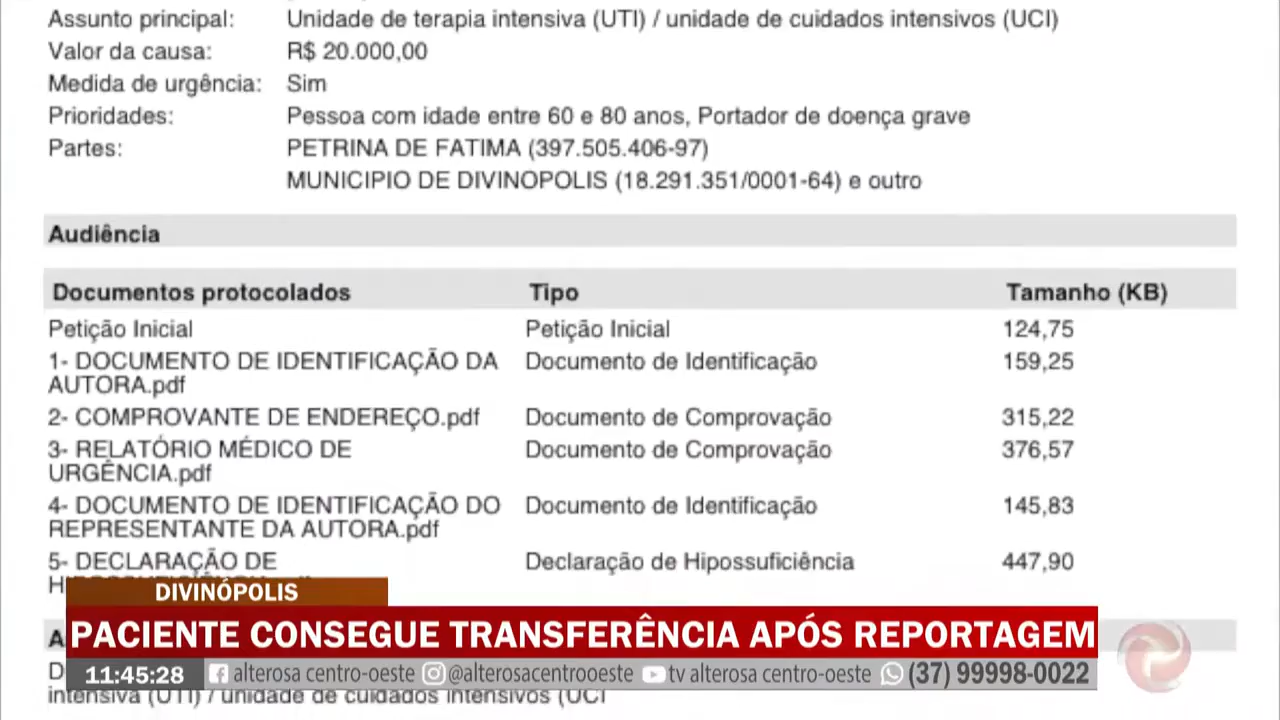 Assunto principal: Unidade de terapia intensiva (UTI) / unidade de cuidados intensivos (UCI)
Valor da causa: R$ 20.000,00
Medida de urgência: Sim
Prioridades: Pessoa com idade entre 60 e 80 anos, Portador de doença grave
Partes: PETRINA DE FATIMA (397.505.406-97)
MUNICIPIO DE DIVINOPOLIS (18.291.351/0001-64) e outro
Audiência
Documentos protocolados Tipo Tamanho (KB)
Petição Inicial Petição Inicial 124,75
1- DOCUMENTO DE IDENTIFICAÇÃO DA Documento de Identificação 159,25
AUTORA.pdf
2- COMPROVANTE DE ENDEREÇO.pdf Documento de Comprovação 315,22
3- RELATÓRIO MÉDICO DE Documento de Comprovação 376,57
URGÊNCIA.pdf
4- DOCUMENTO DE IDENTIFICAÇÃO DO Documento de Identificação 145,83
REPRESENTANTE DA AUTORA.pdf
5- DECLARAÇÃO DE Declaração de Hipossuficiência 447,90
DIVINÓPOLIS
PACIENTE CONSEGUE TRANSFERÊNCIA APÓS REPORTAGEM
11:45:28 alterosa centro-oeste @alterosacentrooeste tv alterosa centro-oeste (37) 99998-0022
intensiva (UTI) / unidade de cuidados intensivos (UCI